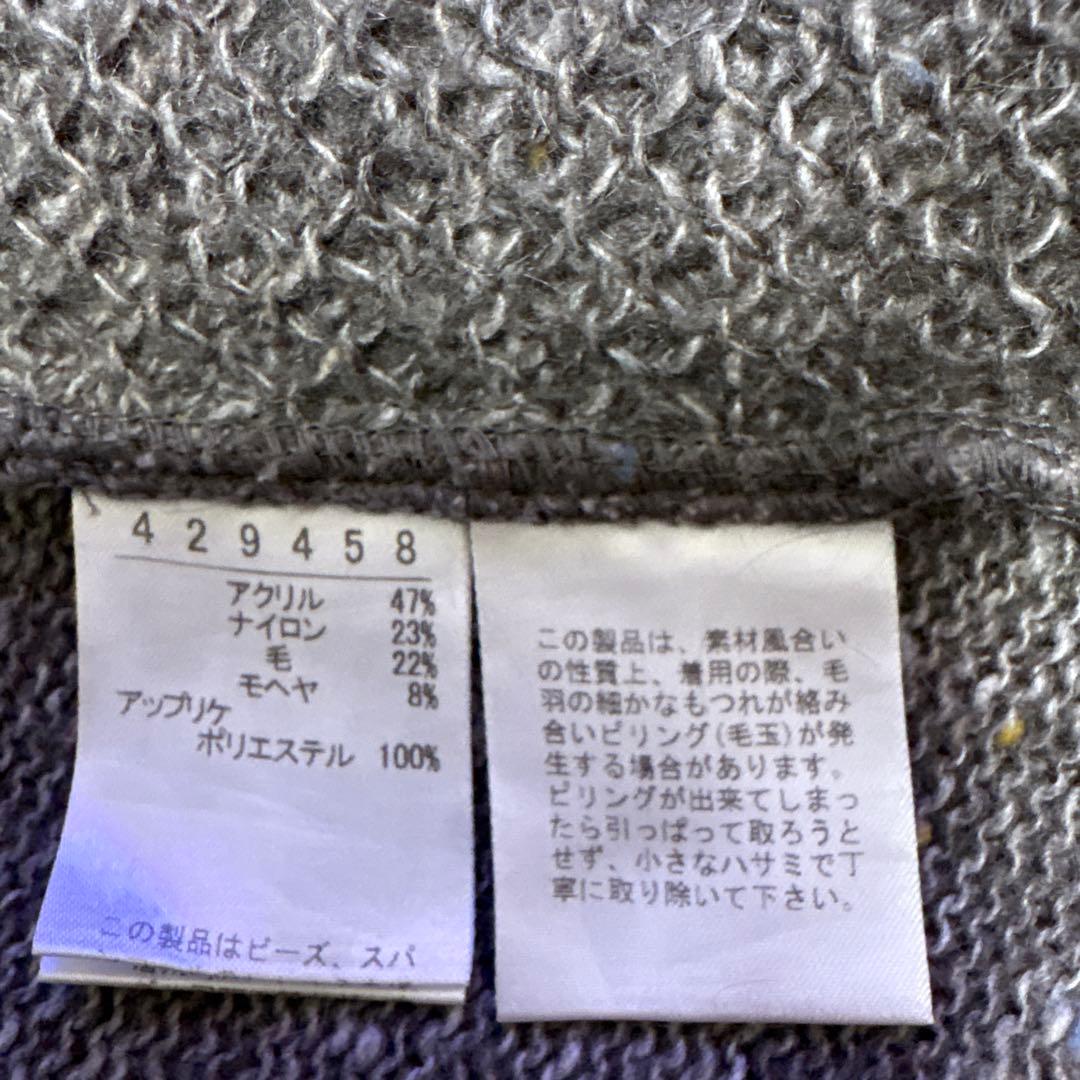 429458
アクリル 47%
ナイロン 23%
毛 22%
モヘヤ 8%
アップリケ
ポリエステル 100%
この製品はビーズ、スパ
この製品は、素材風合い
の性質上、着用の際、毛
羽の細かなもつれが絡み
合いピリング(毛玉)が発
生する場合があります。
ピリングが出来てしまっ
たら引っぱって取ろうと
せず、小さなハサミで丁
寧に取り除いて下さい。